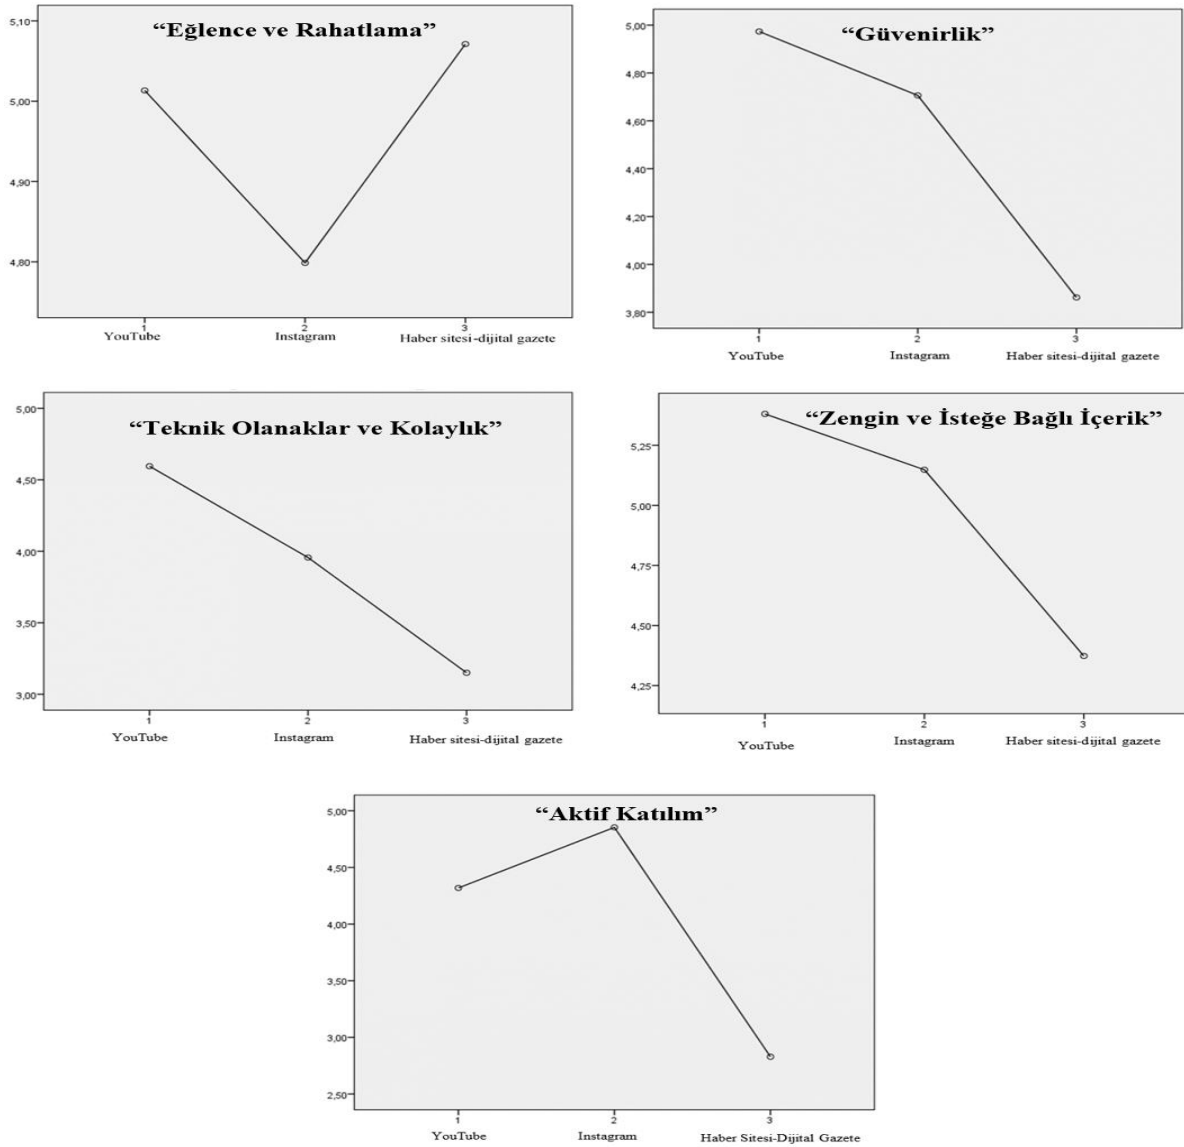 “Eğlence ve Rahatlama”
5,10
5,00
4,90
4,80
1 2 3
YouTube Instagram Haber sitesi-dijital gazete
“Güvenirlik”
5,00
4,80
4,60
4,40
4,20
4,00
3,80
1 2 3
YouTube Instagram Haber sitesi-dijital gazete
“Teknik Olanaklar ve Kolaylık”
5,00
4,50
4,00
3,50
3,00
1 2 3
YouTube Instagram Haber sitesi-dijital gazete
“Zengin ve İsteğe Bağlı İçerik”
5,25
5,00
4,75
4,50
4,25
1 2 3
YouTube Instagram Haber sitesi-dijital gazete
“Aktif Katılım”
5,00
4,50
4,00
3,50
3,00
2,50
1 2 3
YouTube Instagram Haber Sitesi-Dijital Gazete